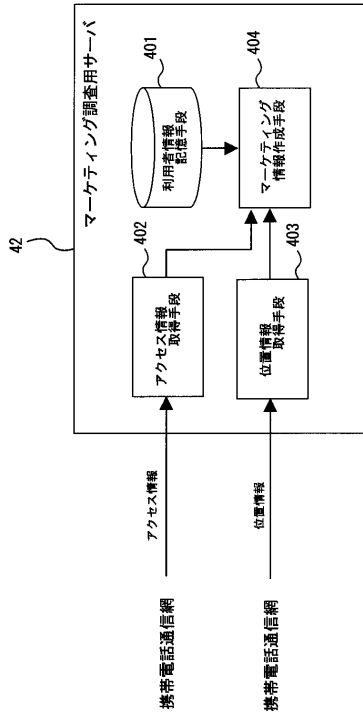 42
マーケティング調査用サーバ
401
利用者情報
記憶手段
402
アクセス情報
取得手段
404
マーケティング
情報作成手段
403
位置情報
取得手段
アクセス情報
位置情報
携帯電話通信網
携帯電話通信網